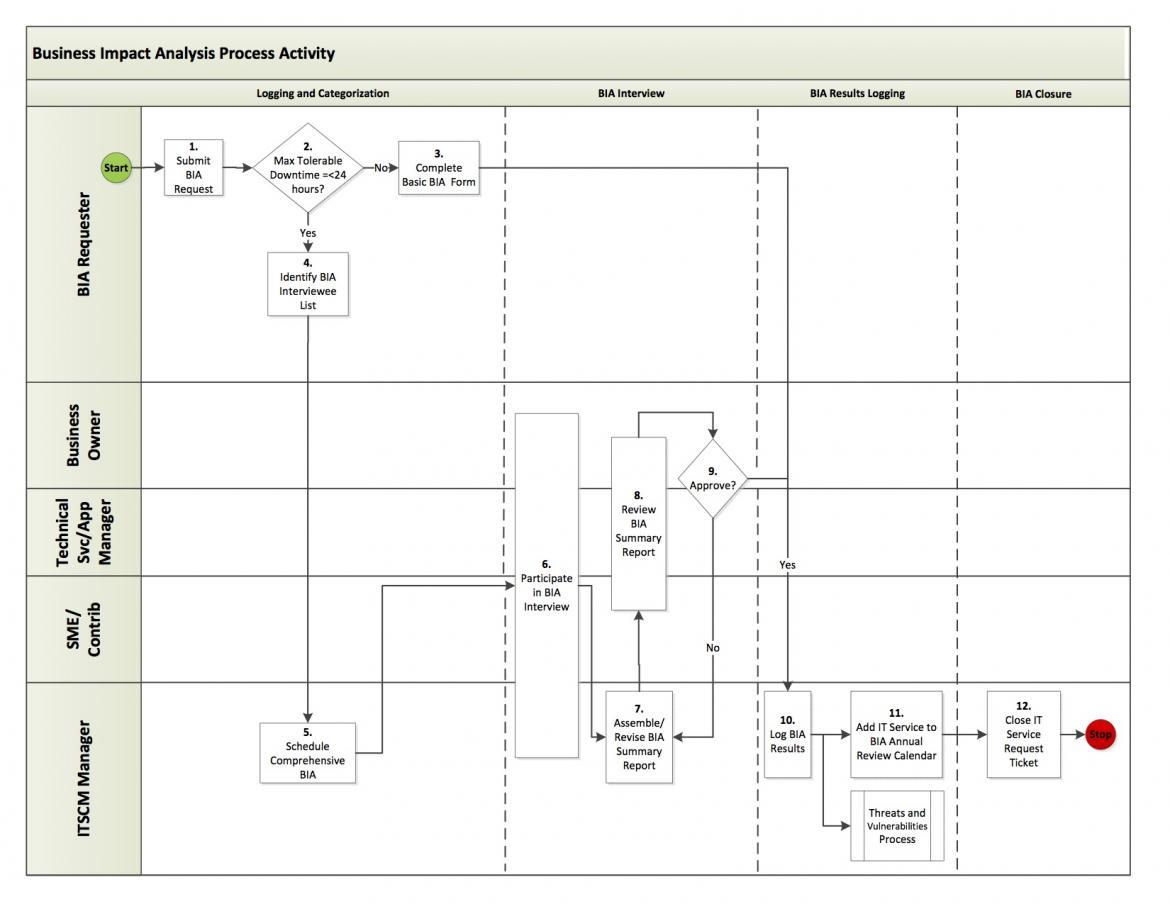 Business Impact Analysis Process Activity
Logging and Categorization
BIA Interview
BIA Results Logging
BIA Closure
BIA Requester
Start
1.
Submit
BIA
Request
2.
Max Tolerable
Downtime =<24
hours?
No
3.
Complete
Basic BIA Form
Yes
4.
Identify BIA
Interviewee
List
Business
Owner
Technical
Svc/App
Manager
SME/
Contrib
6.
Participate
in BIA
Interview
8.
Review
BIA
Summary
Report
9.
Approve?
Yes
No
ITSCM Manager
5.
Schedule
Comprehensive
BIA
7.
Assemble/
Revise BIA
Summary
Report
10.
Log BIA
Results
11.
Add IT Service to
BIA Annual
Review Calendar
12.
Close IT
Service
Request
Ticket
Stop
Threats and
Vulnerabilities
Process